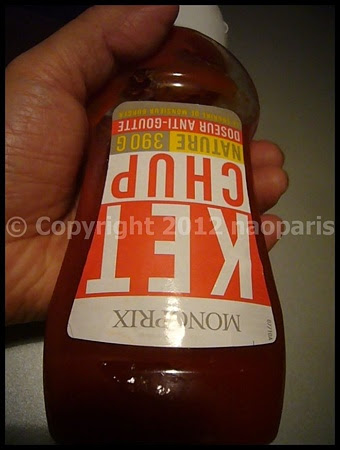 MONOPRIX
KET
CHUP
NATURE 390 G
DOSEUR ANTI-GOUTTE
© Copyright 2012 naoparis